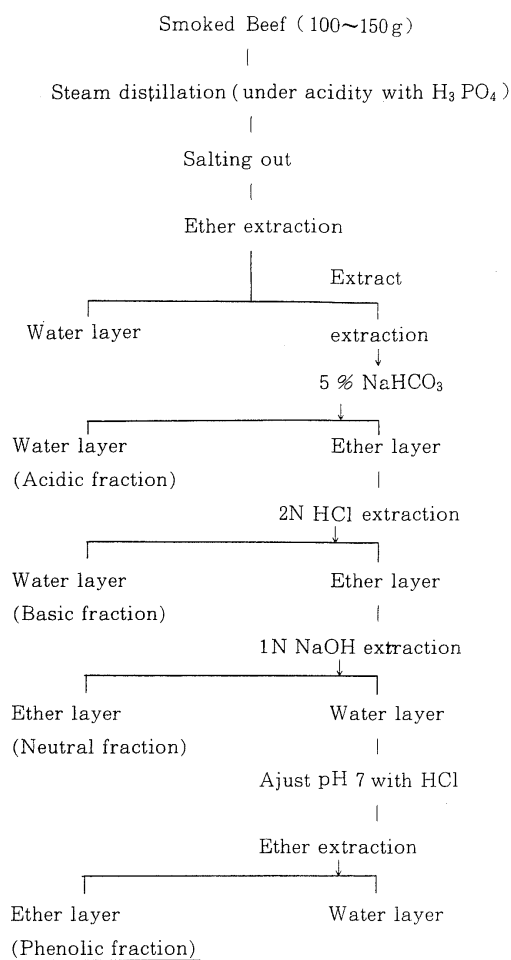 Smoked Beef (100~150g)
Steam distillation (under acidity with H₃PO₄)
Salting out
Ether extraction
Extract
Water layer extraction
5 % NaHCO₃
Water layer Ether layer
(Acidic fraction)
2N HCl extraction
Water layer Ether layer
(Basic fraction)
1N NaOH extraction
Ether layer Water layer
(Neutral fraction)
Ajust pH 7 with HCl
Ether extraction
Ether layer Water layer
(Phenolic fraction)